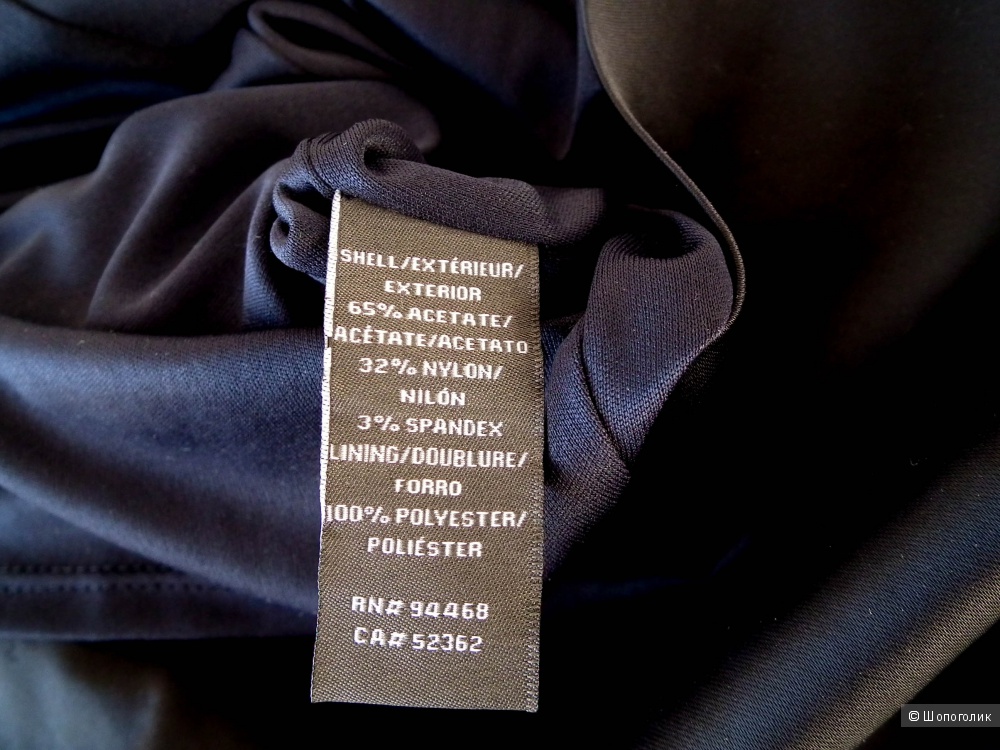 SHELL/EXTÉRIEUR/
EXTERIOR
65% ACETATE/
ACÉTATE/ACETATO
32% NYLON/
NILÓN
3% SPANDEX
LINING/DOUBLURE/
FORRO
100% POLYESTER/
POLIÉSTER
RN# 94468
CA# 52362
© Шопоголик